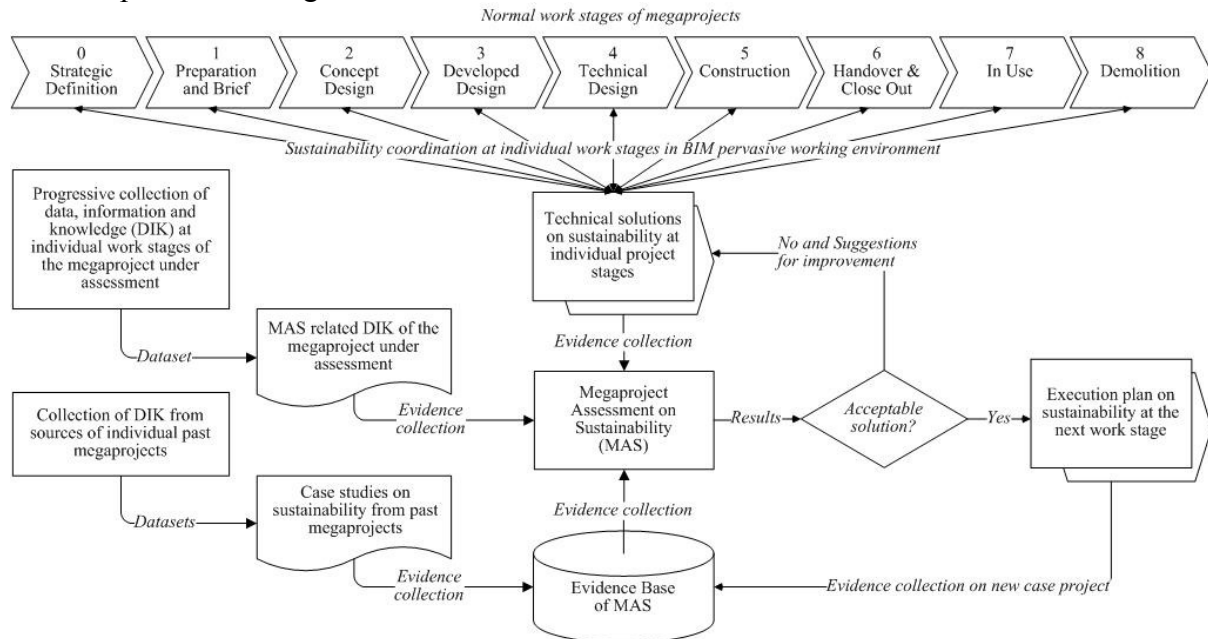 Normal work stages of megaprojects
0
Strategic
Definition
1
Preparation
and Brief
2
Concept
Design
3
Developed
Design
4
Technical
Design
5
Construction
6
Handover &
Close Out
7
In Use
8
Demolition
Sustainability coordination at individual work stages in BIM pervasive working environment
Progressive collection of
data, information and
knowledge (DIK) at
individual work stages of
the megaproject under
assessment
Technical solutions
on sustainability at
individual project
stages
No and Suggestions
for improvement
Dataset
MAS related DIK of the
megaproject under
assessment
Evidence collection
Collection of DIK from
sources of individual past
megaprojects
Evidence
collection
Megaproject
Assessment on
Sustainability
(MAS)
Results
Acceptable
solution?
Yes
Execution plan on
sustainability at the
next work stage
Datasets
Case studies on
sustainability from past
megaprojects
Evidence collection
Evidence
collection
Evidence Base
of MAS
Evidence collection on new case project